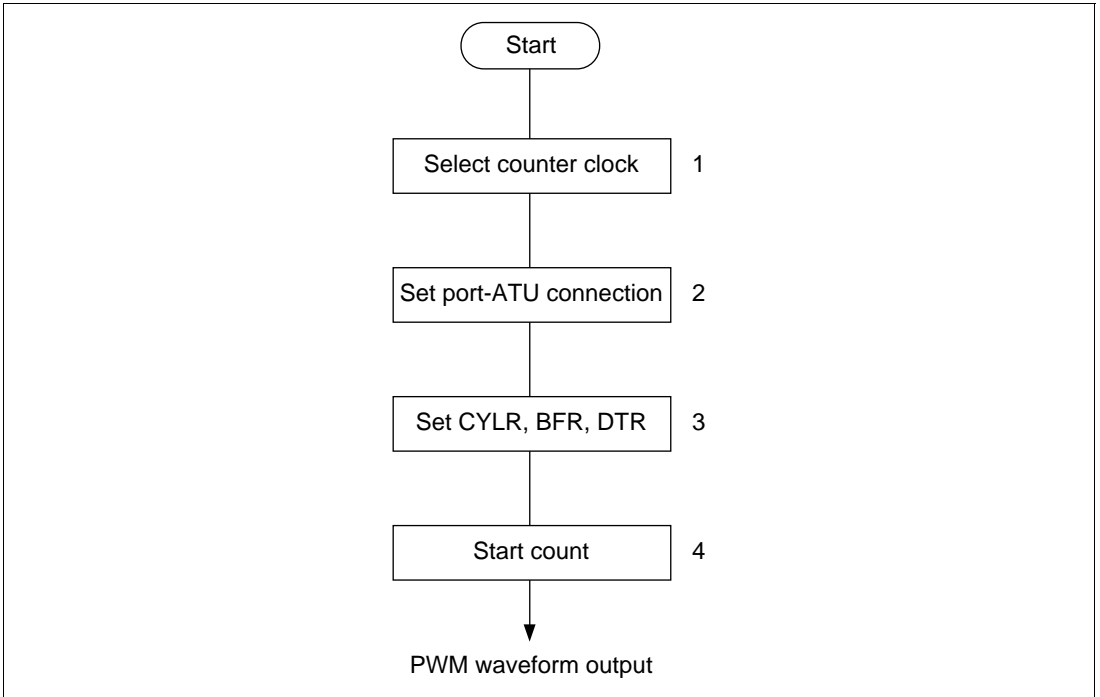 Start
Select counter clock 1
Set port-ATU connection 2
Set CYLR, BFR, DTR 3
Start count 4
PWM waveform output